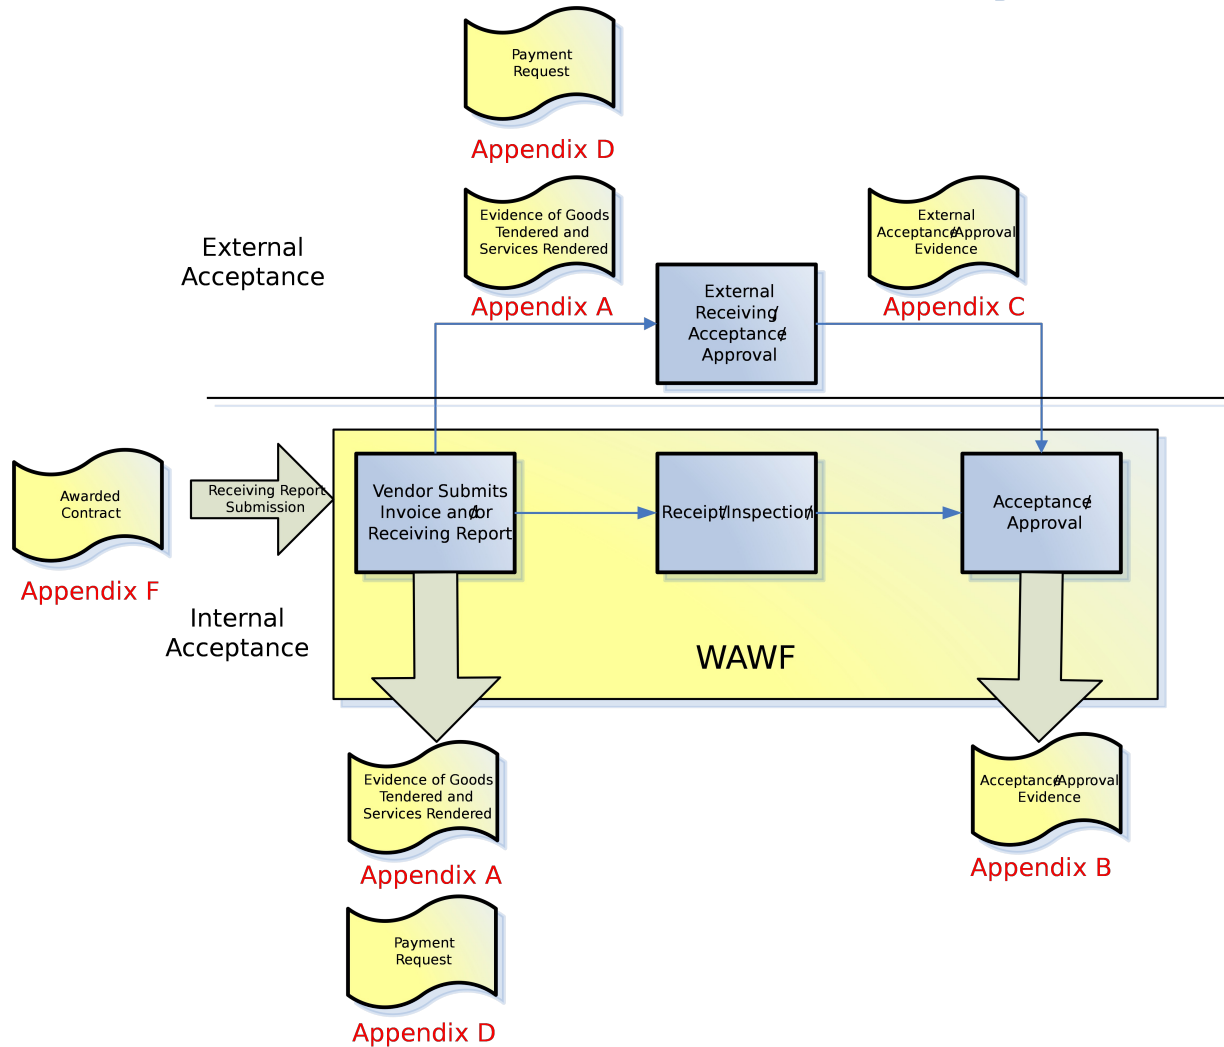 Payment
Request
Appendix D
Evidence of Goods
Tendered and
Services Rendered
Appendix A
External
Acceptance/Approval
Evidence
Appendix C
External
Acceptance
External
Receiving/
Acceptance/
Approval
Awarded
Contract
Appendix F
Receiving Report
Submission
Vendor Submits
Invoice and/or
Receiving Report
Receipt/Inspection/
Acceptance/
Approval
Internal
Acceptance
WAWF
Evidence of Goods
Tendered and
Services Rendered
Appendix A
Acceptance/Approval
Evidence
Appendix B
Payment
Request
Appendix D